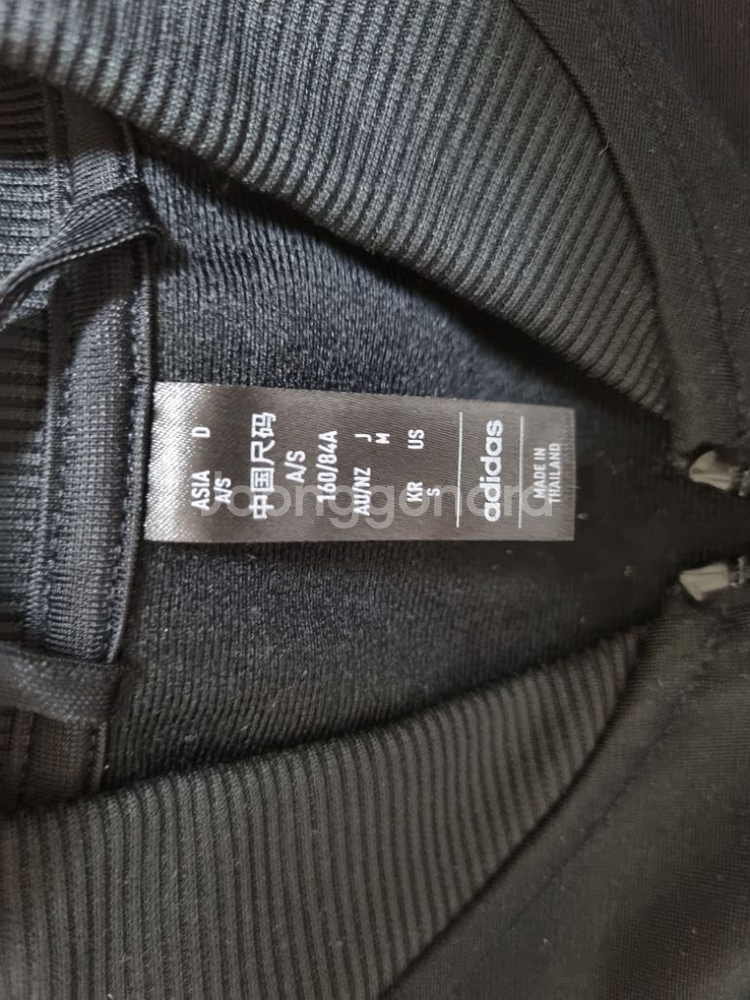 ASIA D
A/S
中国尺码
A/S
160/84A
AU/NZ J
M
KR US
S
adidas
MADE IN
THAILAND
Joonggonara